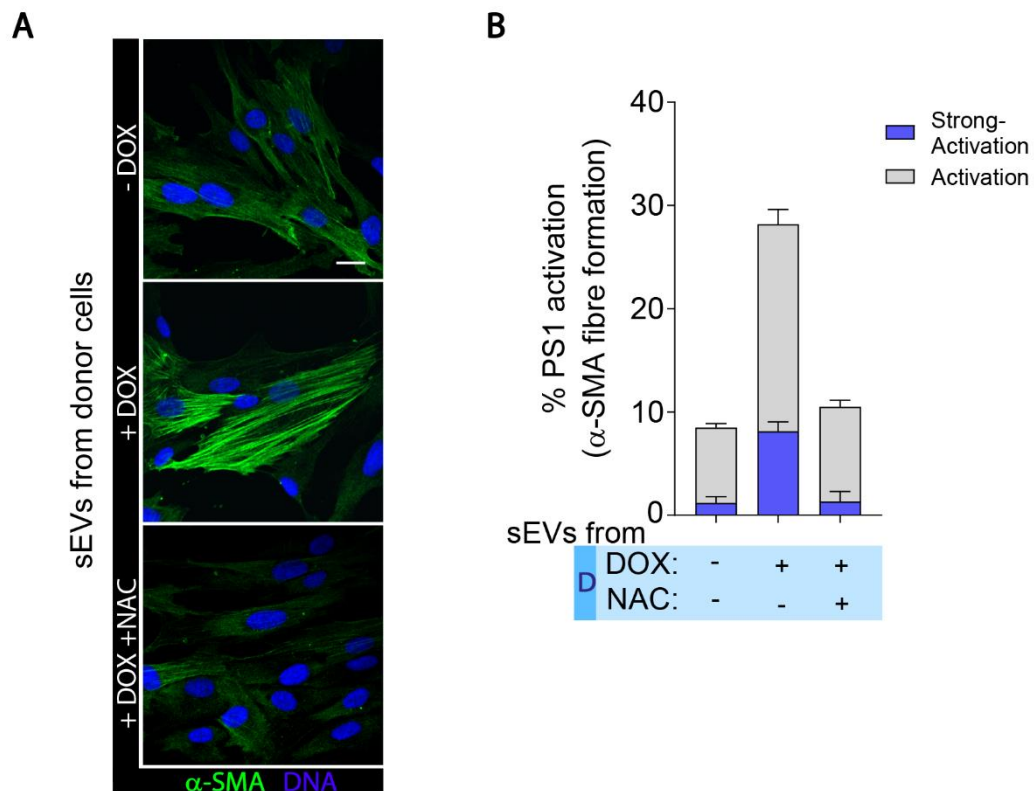 A
sEVs from donor cells
- DOX
+ DOX
+ DOX +NAC
α-SMA DNA
B
% PS1 activation
(α-SMA fibre formation)
40
30
20
10
0
Strong-
Activation
Activation
sEVs from
D
DOX: - + +
NAC: - - +